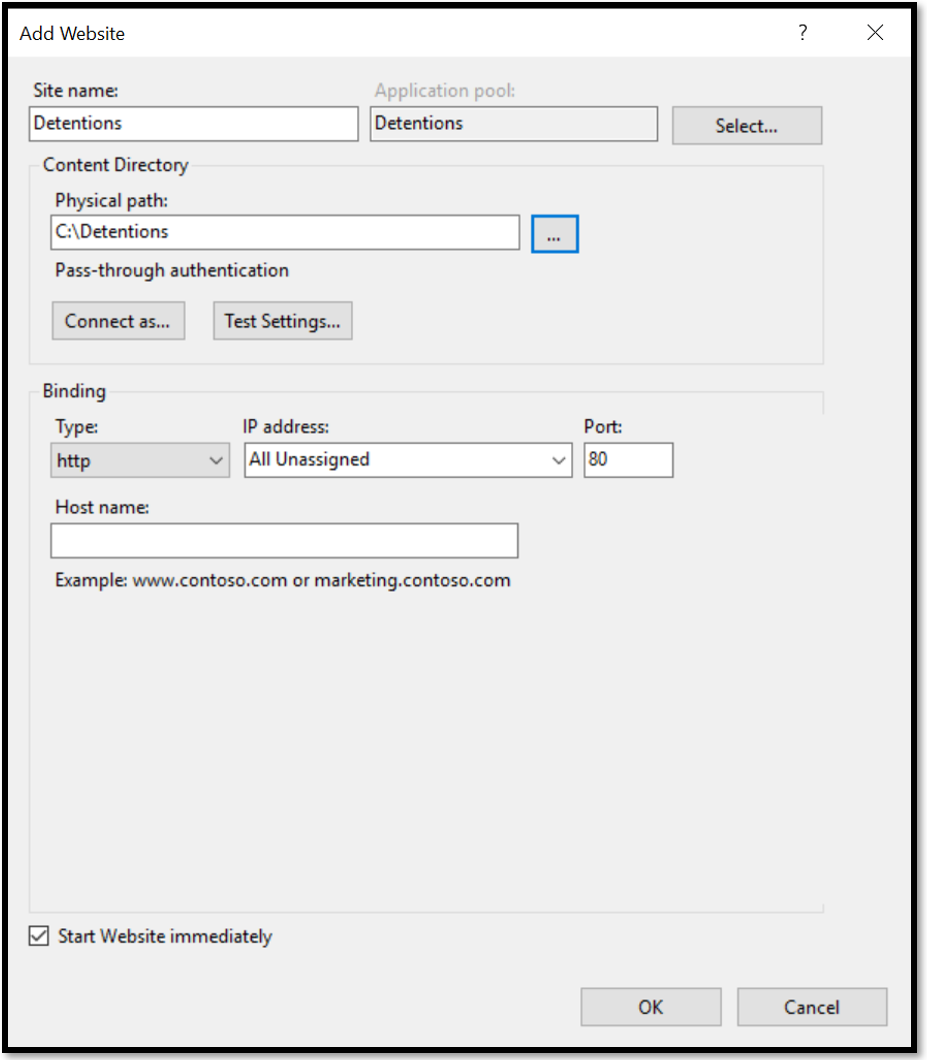 Add Website ?
Site name: Application pool:
Detentions Detentions Select...
Content Directory
Physical path:
C:\Detentions ...
Pass-through authentication
Connect as... Test Settings...
Binding
Type: IP address: Port:
http All Unassigned 80
Host name:
Example: www.contoso.com or marketing.contoso.com
Start Website immediately
OK Cancel